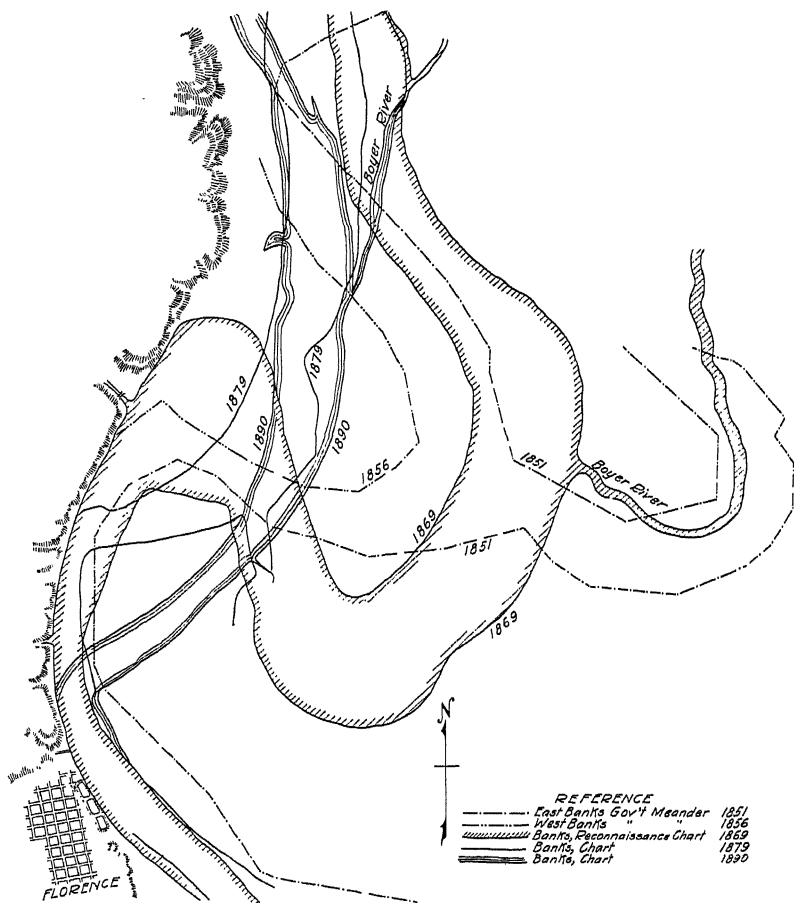 Boyer River
1879
1879
1890
1890
1856
1851
Boyer River
1869
1851
1869
N
REFERENCE
East Banks Gov't Meander 1851
West Banks " " 1856
Banks, Reconnaissance Chart 1869
Banks, Chart 1879
Banks, Chart 1890
FLORENCE